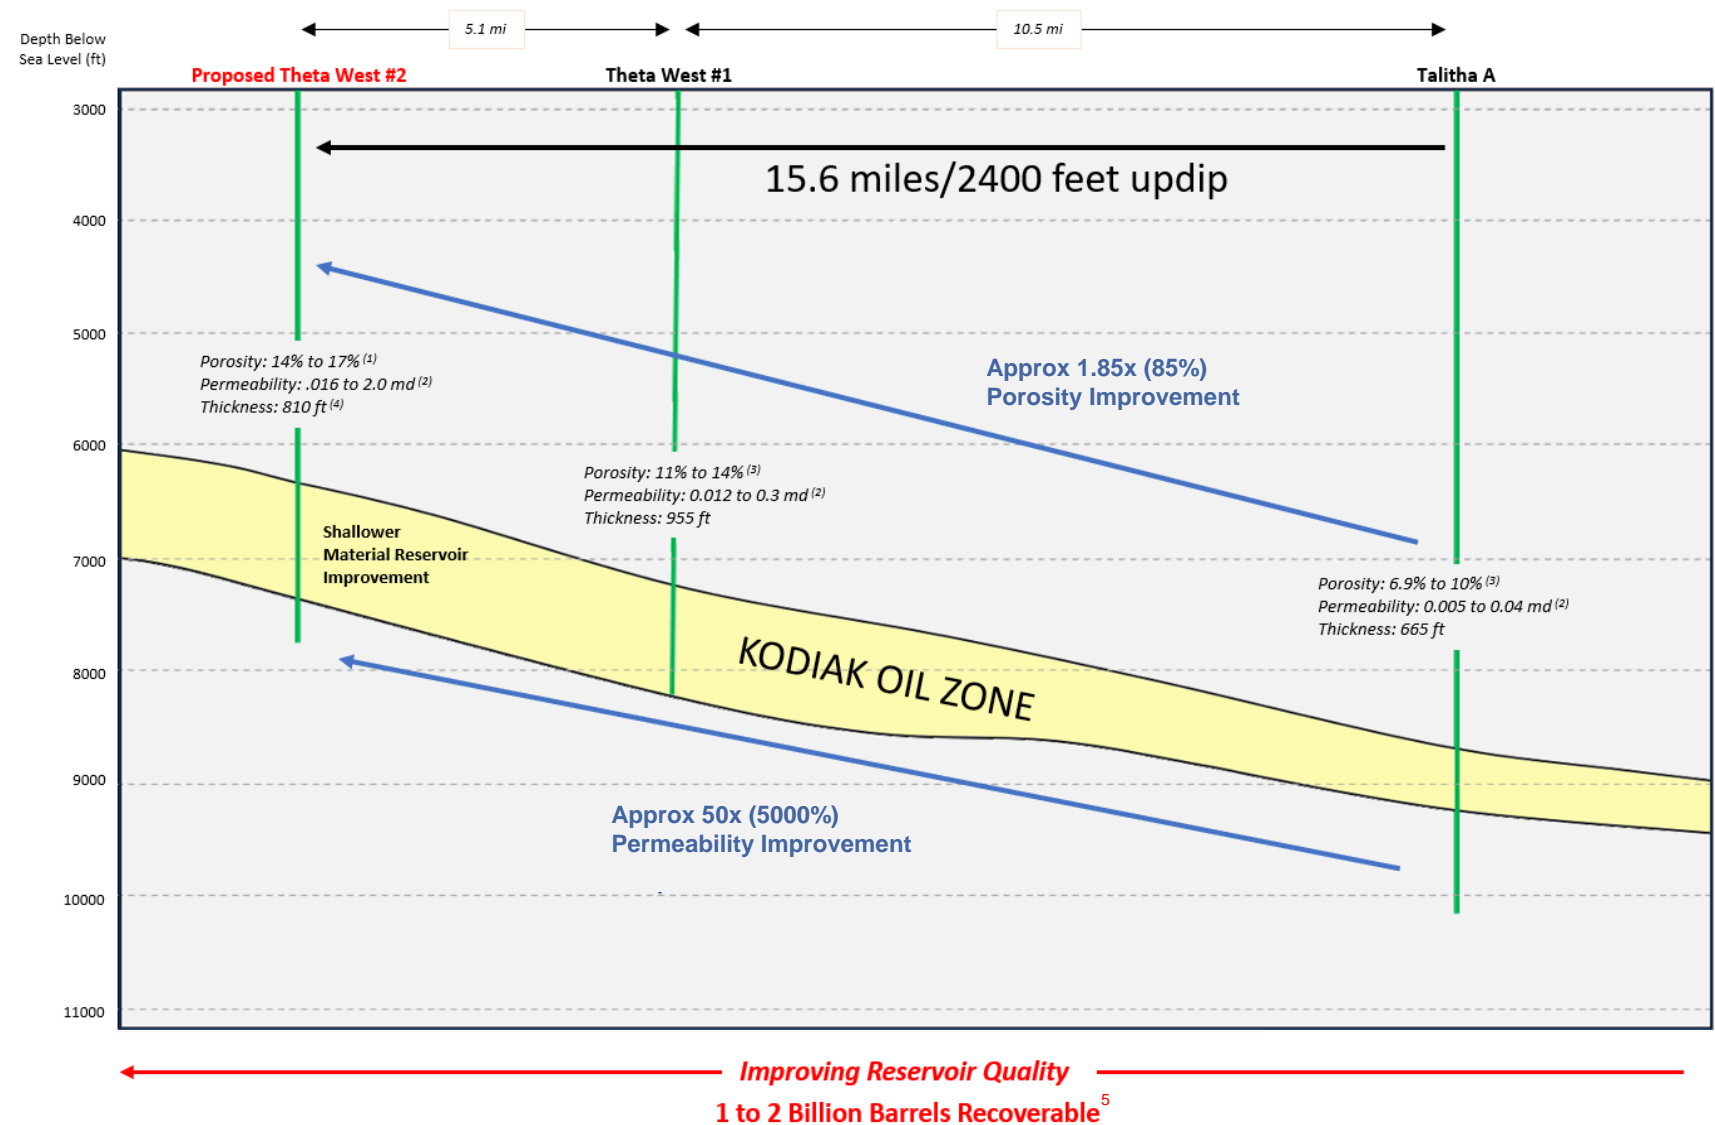 5.1 mi
10.5 mi
Depth Below
Sea Level (ft)
Proposed Theta West #2
Theta West #1
Talitha A
3000
15.6 miles/2400 feet updip
4000
5000
Porosity: 14% to 17% (1)
Permeability: .016 to 2.0 md (2)
Thickness: 810 ft (4)
Approx 1.85x (85%)
Porosity Improvement
6000
Porosity: 11% to 14% (3)
Permeability: 0.012 to 0.3 md (2)
Thickness: 955 ft
Shallower
Material Reservoir
Improvement
7000
Porosity: 6.9% to 10% (3)
Permeability: 0.005 to 0.04 md (2)
Thickness: 665 ft
KODIAK OIL ZONE
8000
9000
Approx 50x (5000%)
Permeability Improvement
-
10000
11000
Improving Reservoir Quality
1 to 2 Billion Barrels Recoverable 5